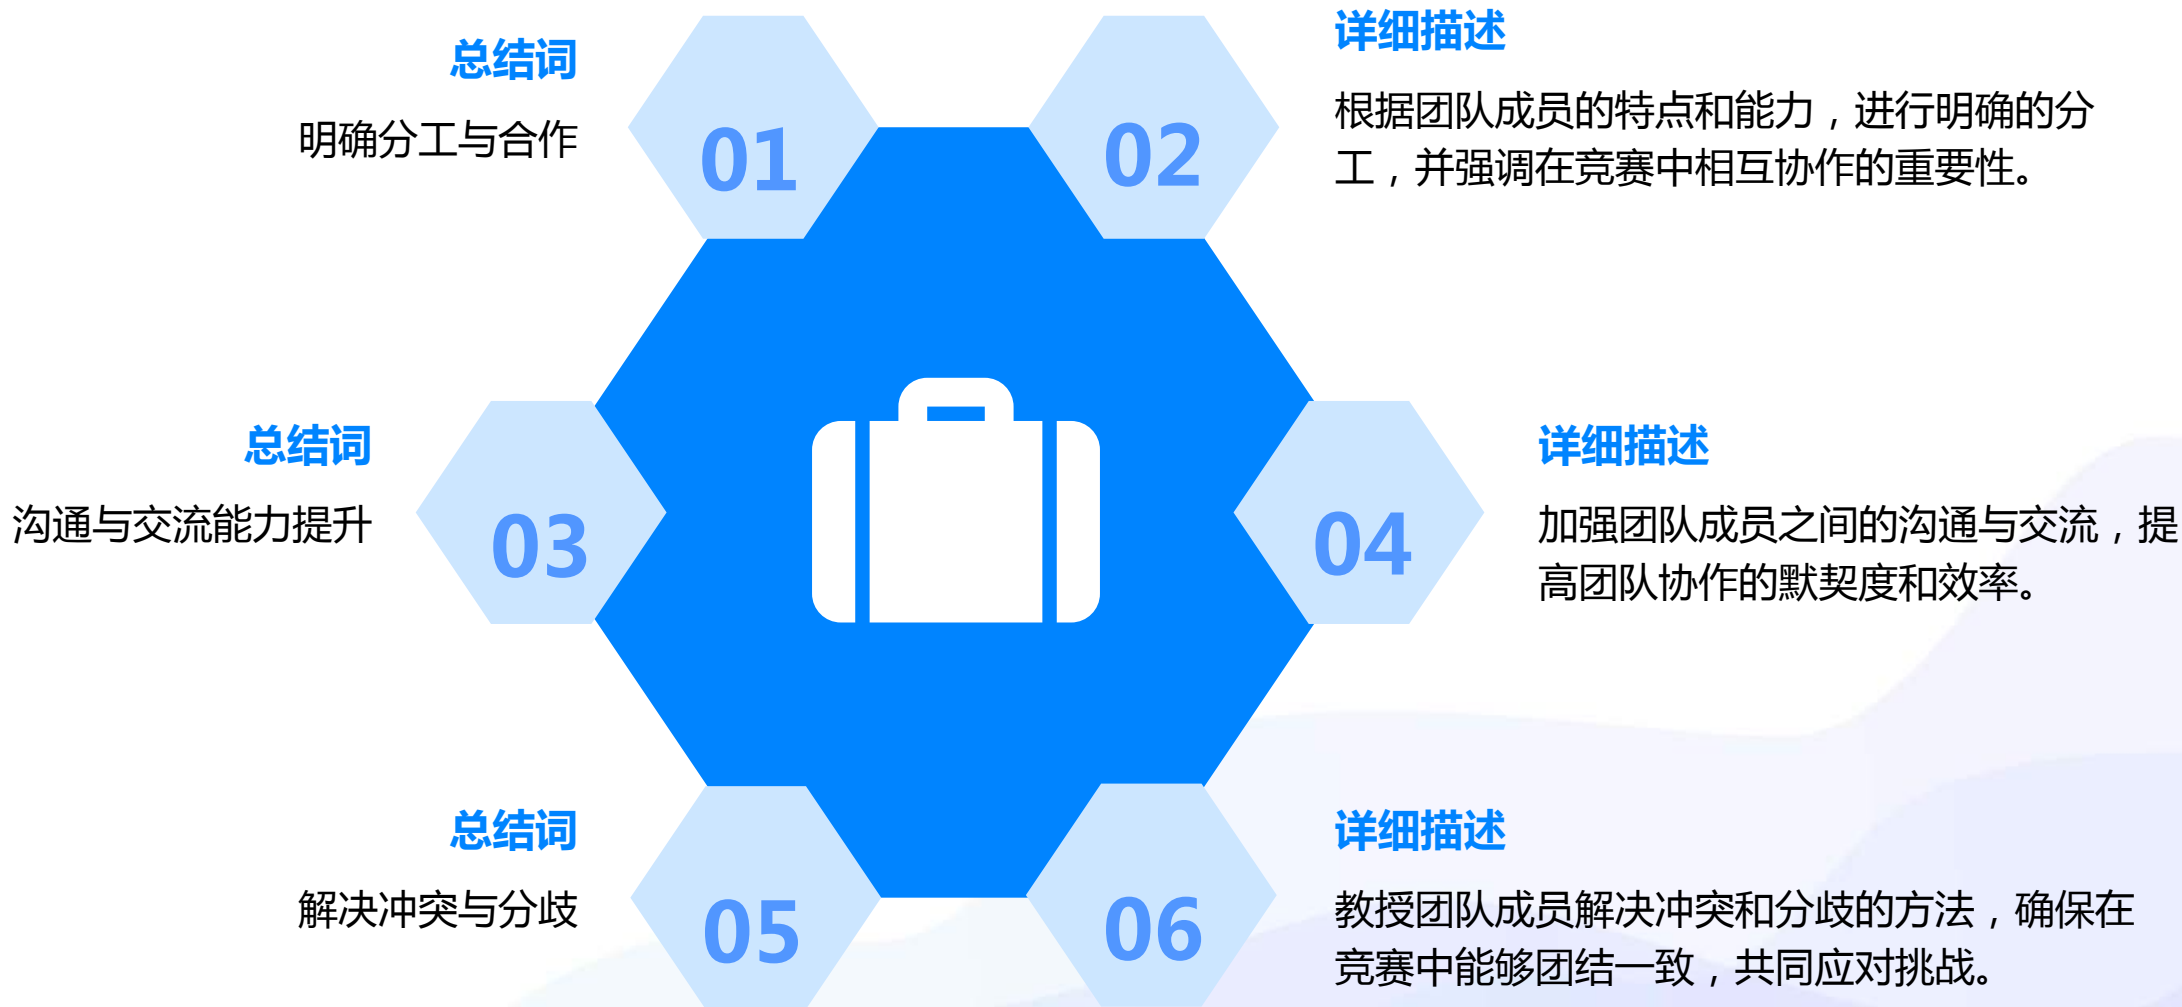 总结词
明确分工与合作
01
02
详细描述
根据团队成员的特点和能力，进行明确的分
工，并强调在竞赛中相互协作的重要性。
总结词
沟通与交流能力提升
03
04
详细描述
加强团队成员之间的沟通与交流，提
高团队协作的默契度和效率。
总结词
解决冲突与分歧
05
06
详细描述
教授团队成员解决冲突和分歧的方法，确保在
竞赛中能够团结一致，共同应对挑战。